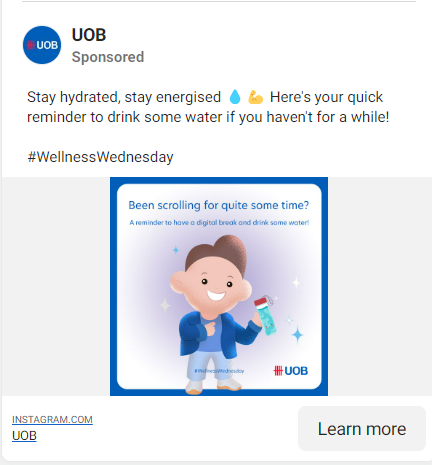 UOB
Sponsored
UOB
Stay hydrated, stay energised 💧 💪 Here's your quick
reminder to drink some water if you haven't for a while!
#WellnessWednesday
Been scrolling for quite some time?
A reminder to have a digital break and drink some water!
#WellnessWednesday
UOB
INSTAGRAM.COM
UOB
Learn more